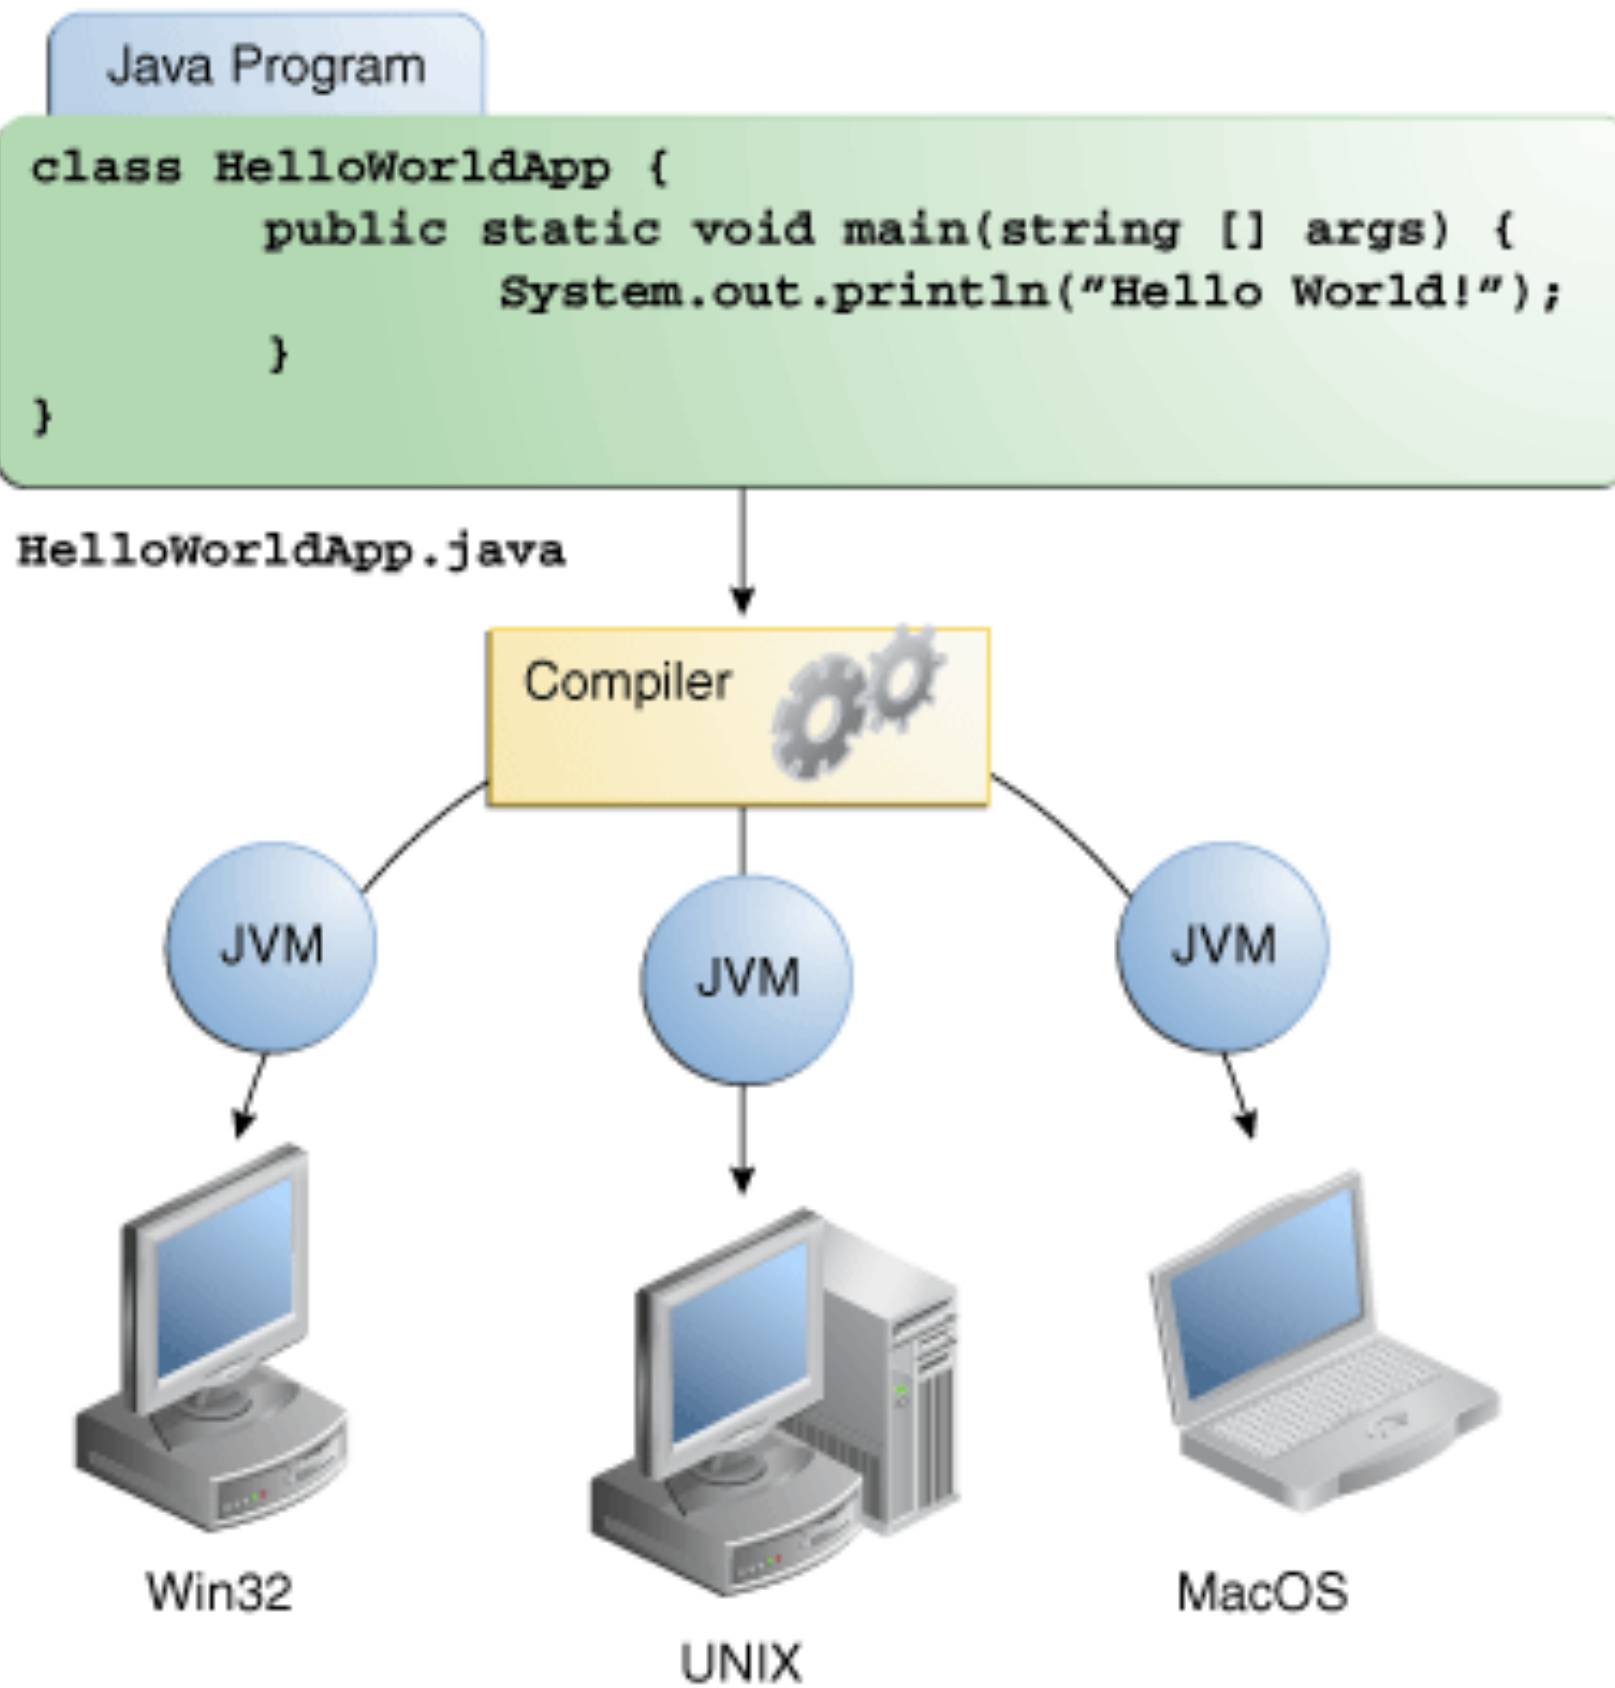 Java Program
class HelloWorldApp {
public static void main(string [] args) {
System.out.println(”Hello World!”);
}
}
HelloWorldApp.java
Compiler
JVM
JVM
JVM
Win32
UNIX
MacOS